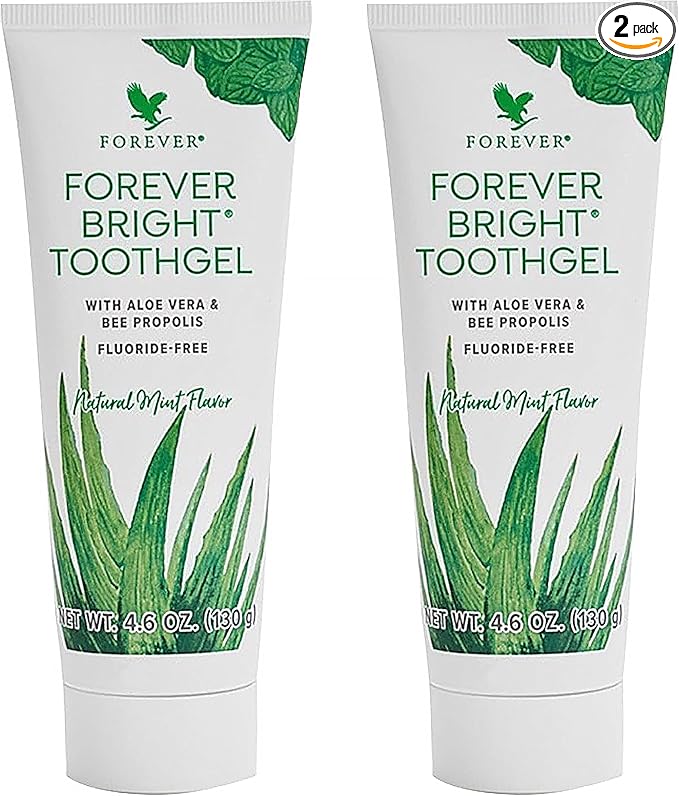 2
pack
FOREVER®
FOREVER
BRIGHT®
TOOTHGEL
WITH ALOE VERA &
BEE PROPOLIS
FLUORIDE-FREE
Natural Mint Flavor
NET WT. 4.6 OZ. (130 g)
FOREVER®
FOREVER
BRIGHT®
TOOTHGEL
WITH ALOE VERA &
BEE PROPOLIS
FLUORIDE-FREE
Natural Mint Flavor
NET WT. 4.6 OZ. (130 g)